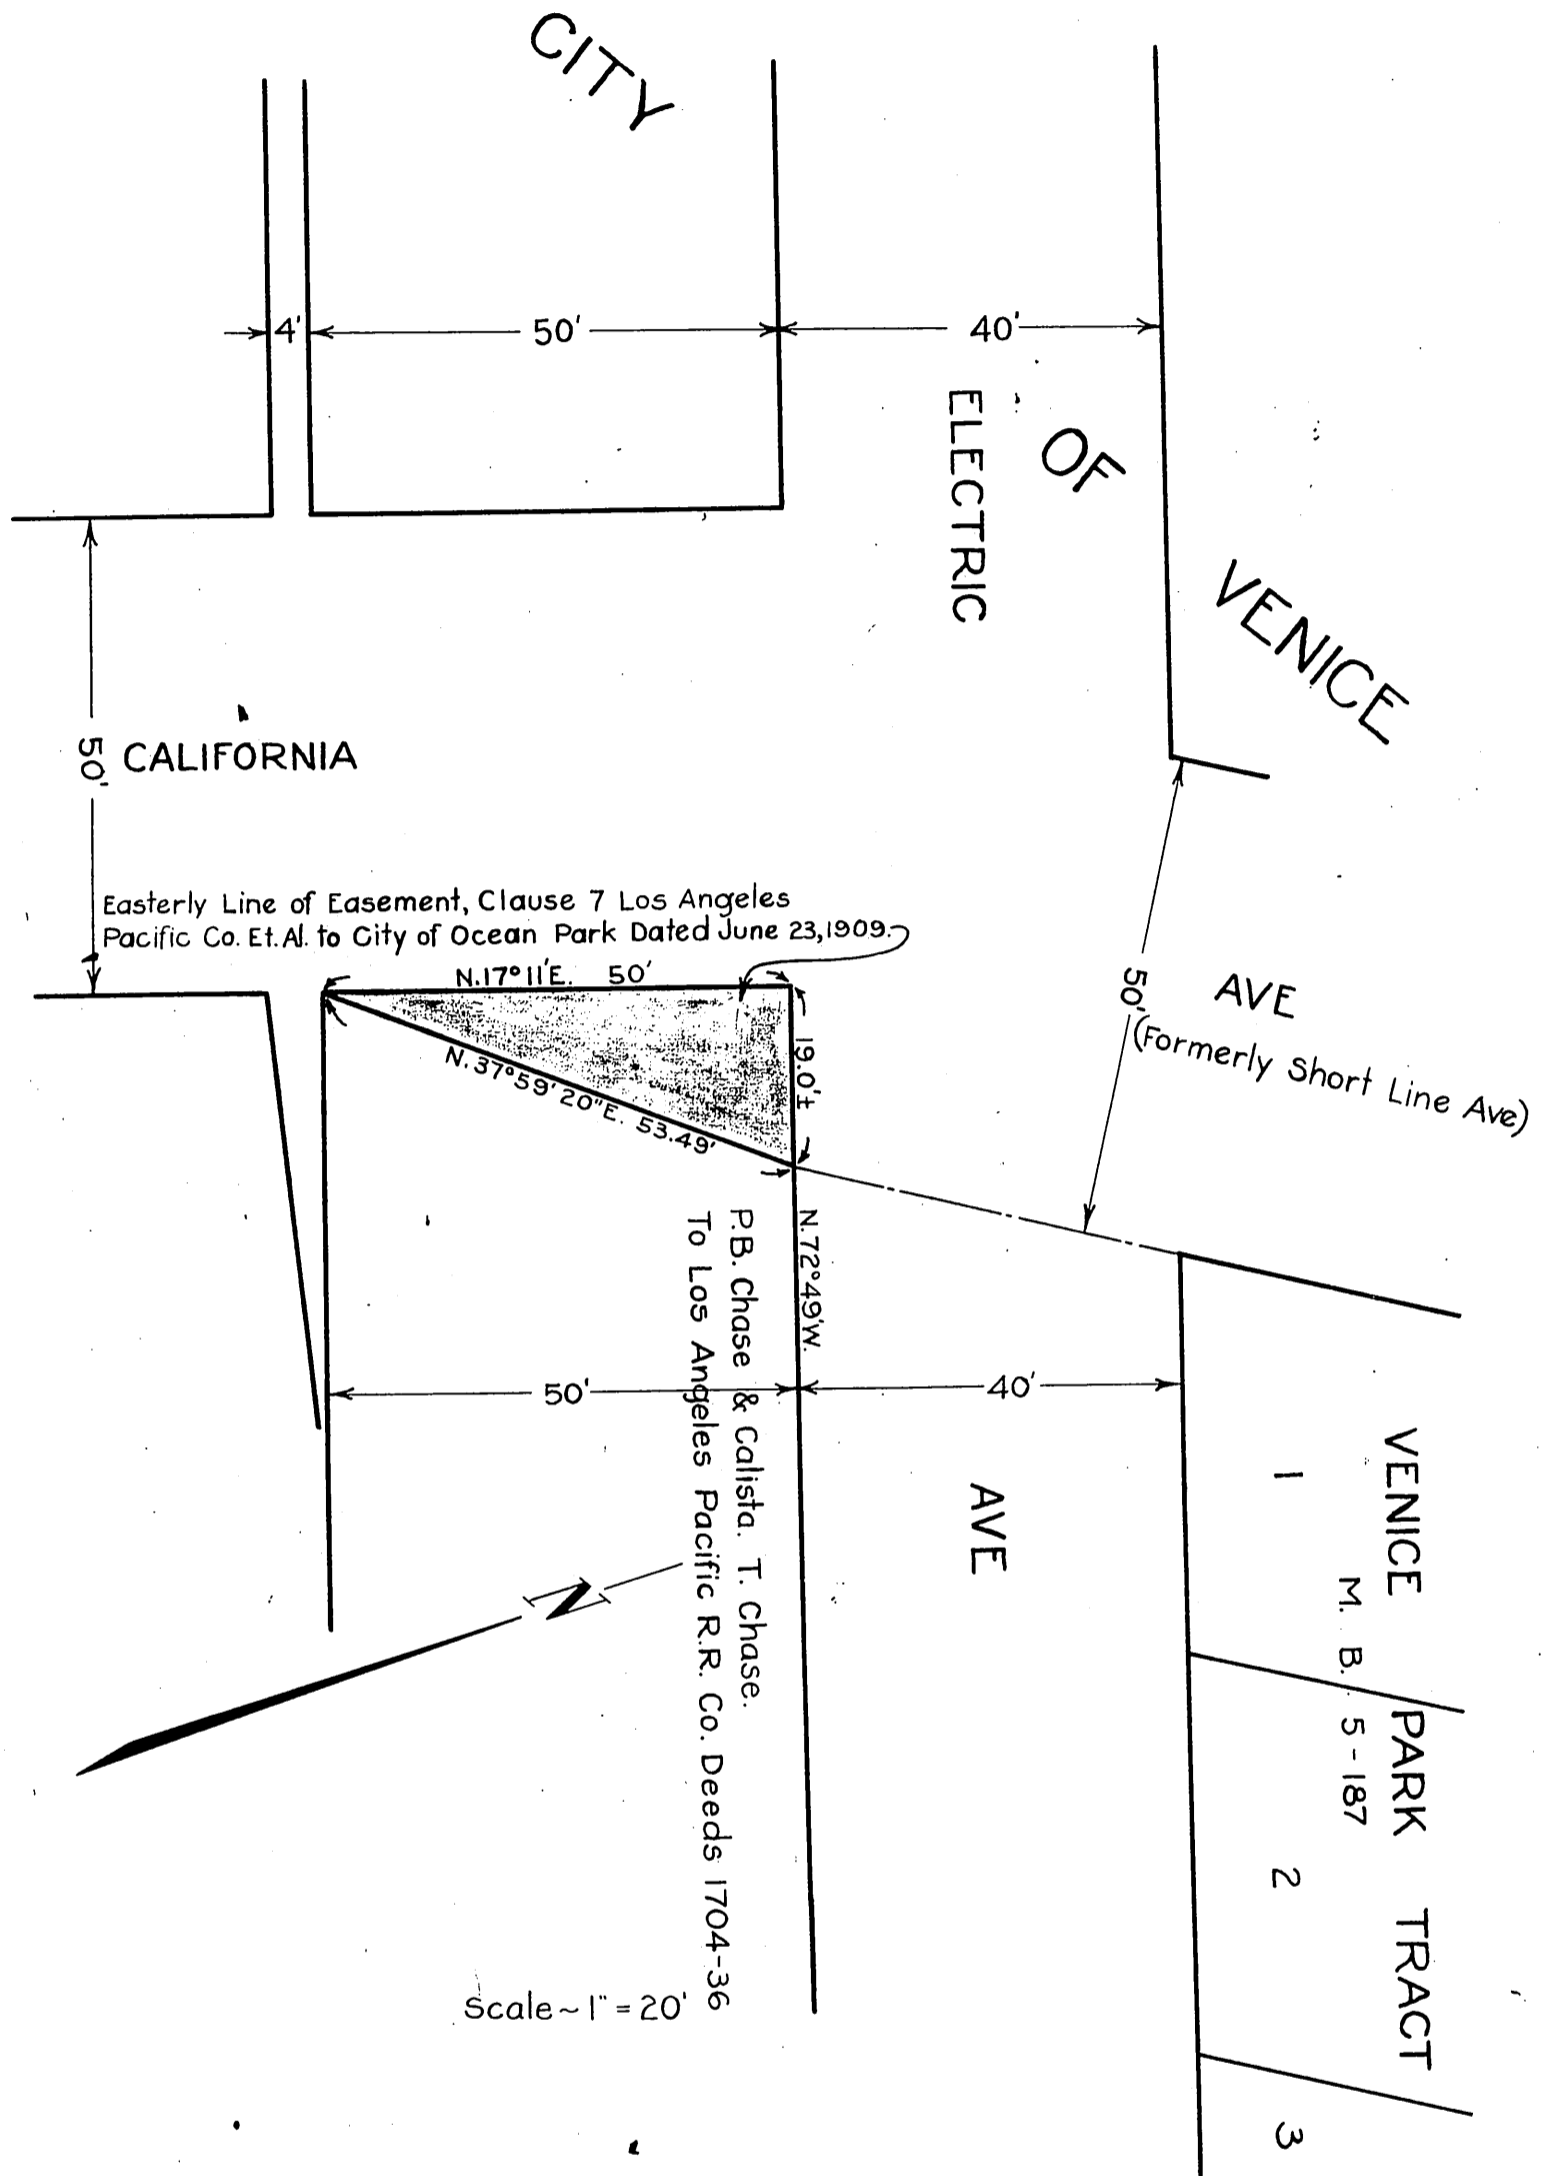 CITY
OF
VENICE
4'
50'
40'
ELECTRIC
50'
CALIFORNIA
Easterly Line of Easement, Clause 7 Los Angeles
Pacific Co. Et. Al. to City of Ocean Park Dated June 23, 1909.
N. 17° 11' E. 50'
19.0'±
N. 37° 59' 20" E. 53.49'
50'
AVE
(Formerly Short Line Ave)
N. 72° 49' W.
P.B. Chase & Calista. T. Chase.
To Los Angeles Pacific R.R. Co. Deeds 1704-36
50'
40'
AVE
N
VENICE PARK TRACT
M. B. 5-187
1
2
3
Scale ~ 1" = 20'